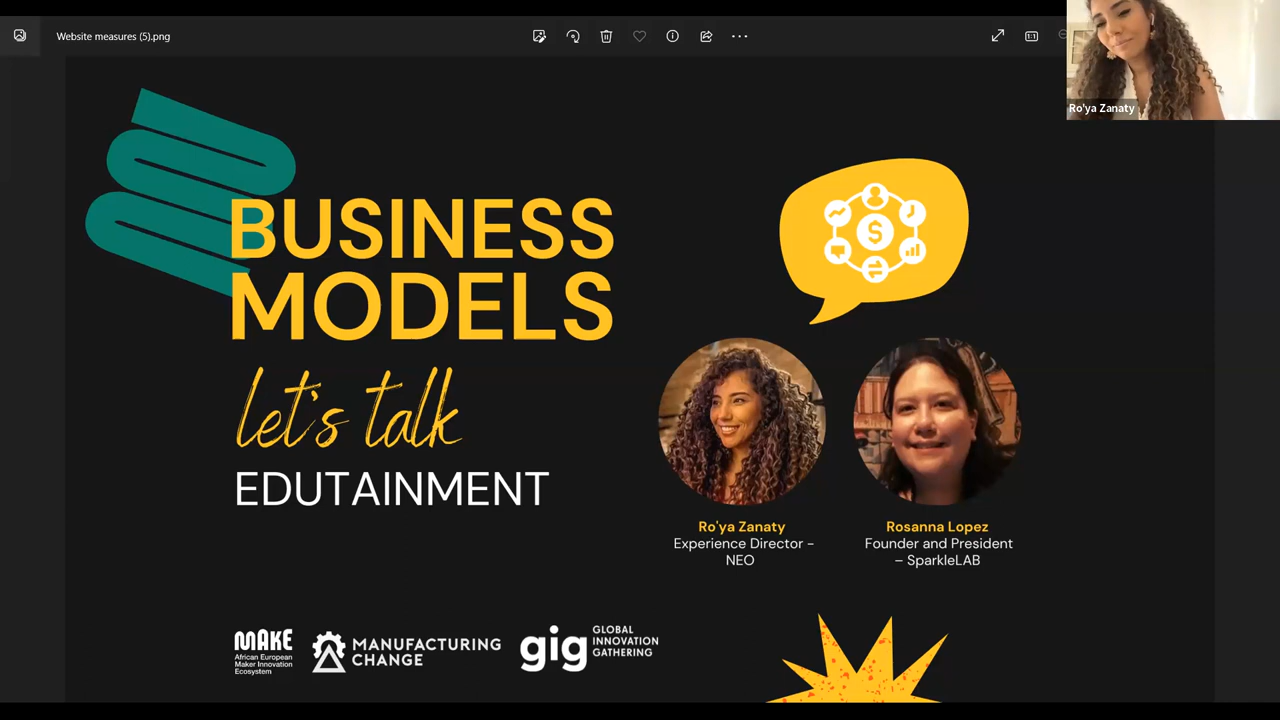 Website measures (5).png
Ro'ya Zanaty
BUSINESS
MODELS
let's talk
EDUTAINMENT
$
Ro'ya Zanaty
Experience Director -
NEO
Rosanna Lopez
Founder and President
– SparkleLAB
MAKE
African European
Maker Innovation
Ecosystem
MANUFACTURING
CHANGE
gig
GLOBAL
INNOVATION
GATHERING